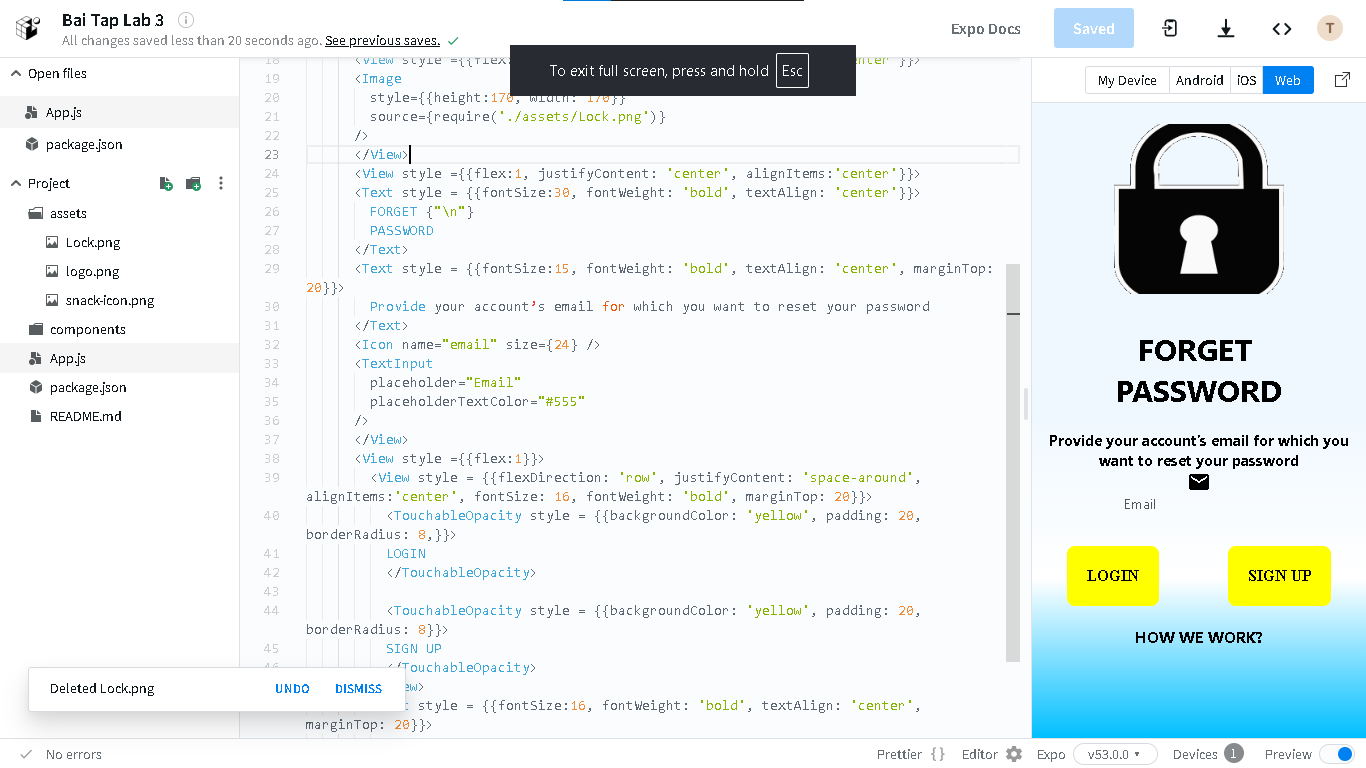 Bai Tap Lab 3
All changes saved less than 20 seconds ago. See previous saves.
Expo Docs
Saved
T
To exit full screen, press and hold Esc
Open files
App.js
package.json
Project
assets
Lock.png
logo.png
snack-icon.png
components
App.js
package.json
README.md
18 <View style ={{flex:
19 <Image
20 style={{height:170, width: 170}}
21 source={require('./assets/Lock.png')}
22 />
23 </View>
24 <View style ={{flex:1, justifyContent: 'center', alignItems:'center'}}>
25 <Text style = {{fontSize:30, fontWeight: 'bold', textAlign: 'center'}}>
26 FORGET {"\n"}
27 PASSWORD
28 </Text>
29 <Text style = {{fontSize:15, fontWeight: 'bold', textAlign: 'center', marginTop:
20}}>
30 Provide your account’s email for which you want to reset your password
31 </Text>
32 <Icon name="email" size={24} />
33 <TextInput
34 placeholder="Email"
35 placeholderTextColor="#555"
36 />
37 </View>
38 <View style ={{flex:1}}>
39 <View style = {{flexDirection: 'row', justifyContent: 'space-around',
alignItems:'center', fontSize: 16, fontWeight: 'bold', marginTop: 20}}>
40 <TouchableOpacity style = {{backgroundColor: 'yellow', padding: 20,
borderRadius: 8,}}>
41 LOGIN
42 </TouchableOpacity>
43
44 <TouchableOpacity style = {{backgroundColor: 'yellow', padding: 20,
borderRadius: 8}}>
45 SIGN UP
46 </TouchableOpacity>
ew>
style = {{fontSize:16, fontWeight: 'bold', textAlign: 'center',
marginTop: 20}}>
Deleted Lock.png UNDO DISMISS
My Device Android iOS Web
FORGET
PASSWORD
Provide your account’s email for which you
want to reset your password
Email
LOGIN SIGN UP
HOW WE WORK?
No errors
Prettier {} Editor Expo v53.0.0 Devices 1 Preview